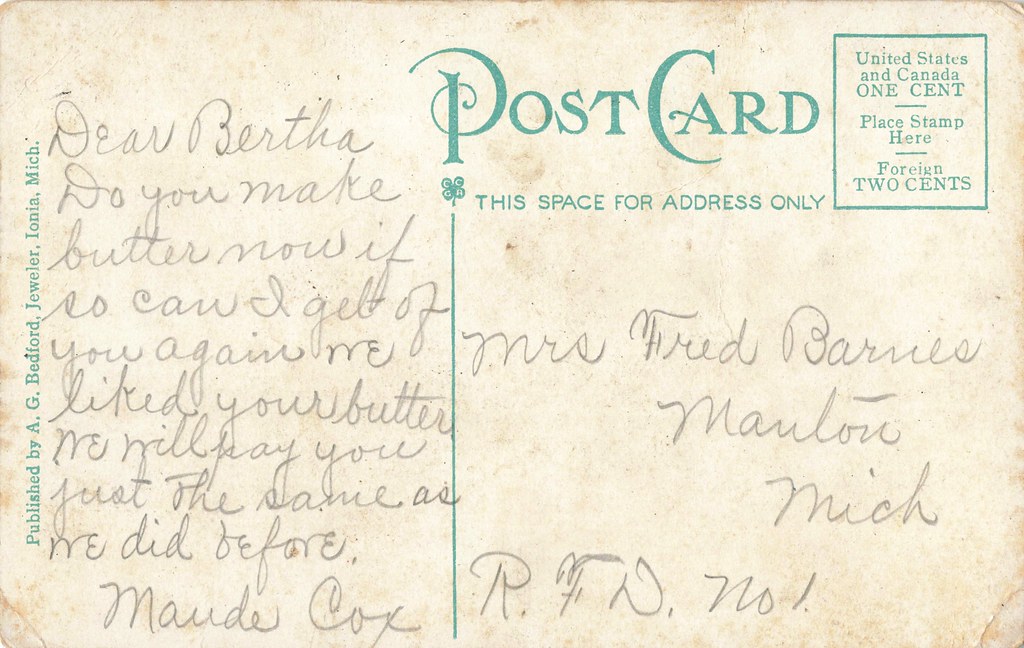 POST CARD
United States
and Canada
ONE CENT
Place Stamp
Here
Foreign
TWO CENTS
THIS SPACE FOR ADDRESS ONLY
Published by A. G. Bedford, Jeweler, Ionia, Mich.
Dear Bertha
Do you make
butter now if
so can I get of
you again we
liked your butter
we will pay you
just the same as
we did before.
Maude Cox
Mrs Fred Barnes
Manton
Mich
R. F. D. No 1.